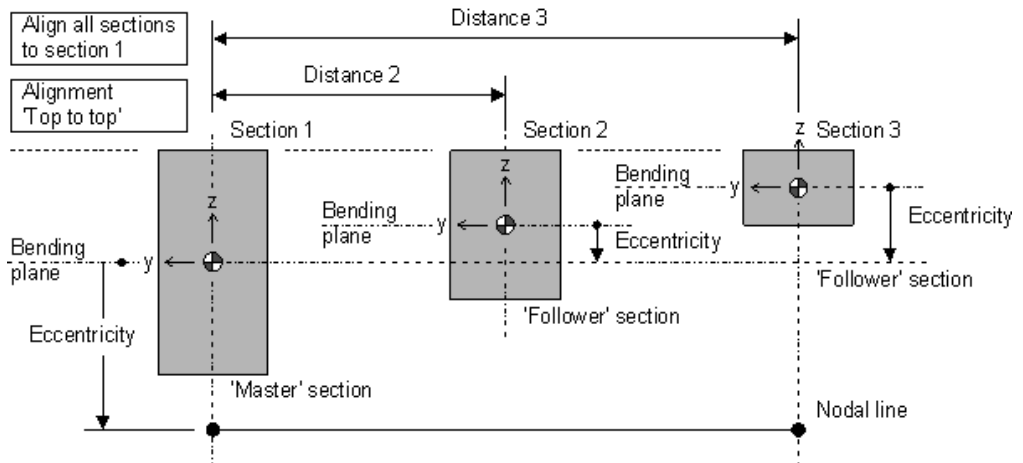 Align all sections
to section 1
Distance 3
Distance 2
Alignment
'Top to top'
Section 1
Section 2
Section 3
z
z
z
Bending
plane
y
Bending
plane
y
Eccentricity
Eccentricity
Bending
plane
y
'Follower' section
'Follower' section
Eccentricity
'Master' section
Nodal line